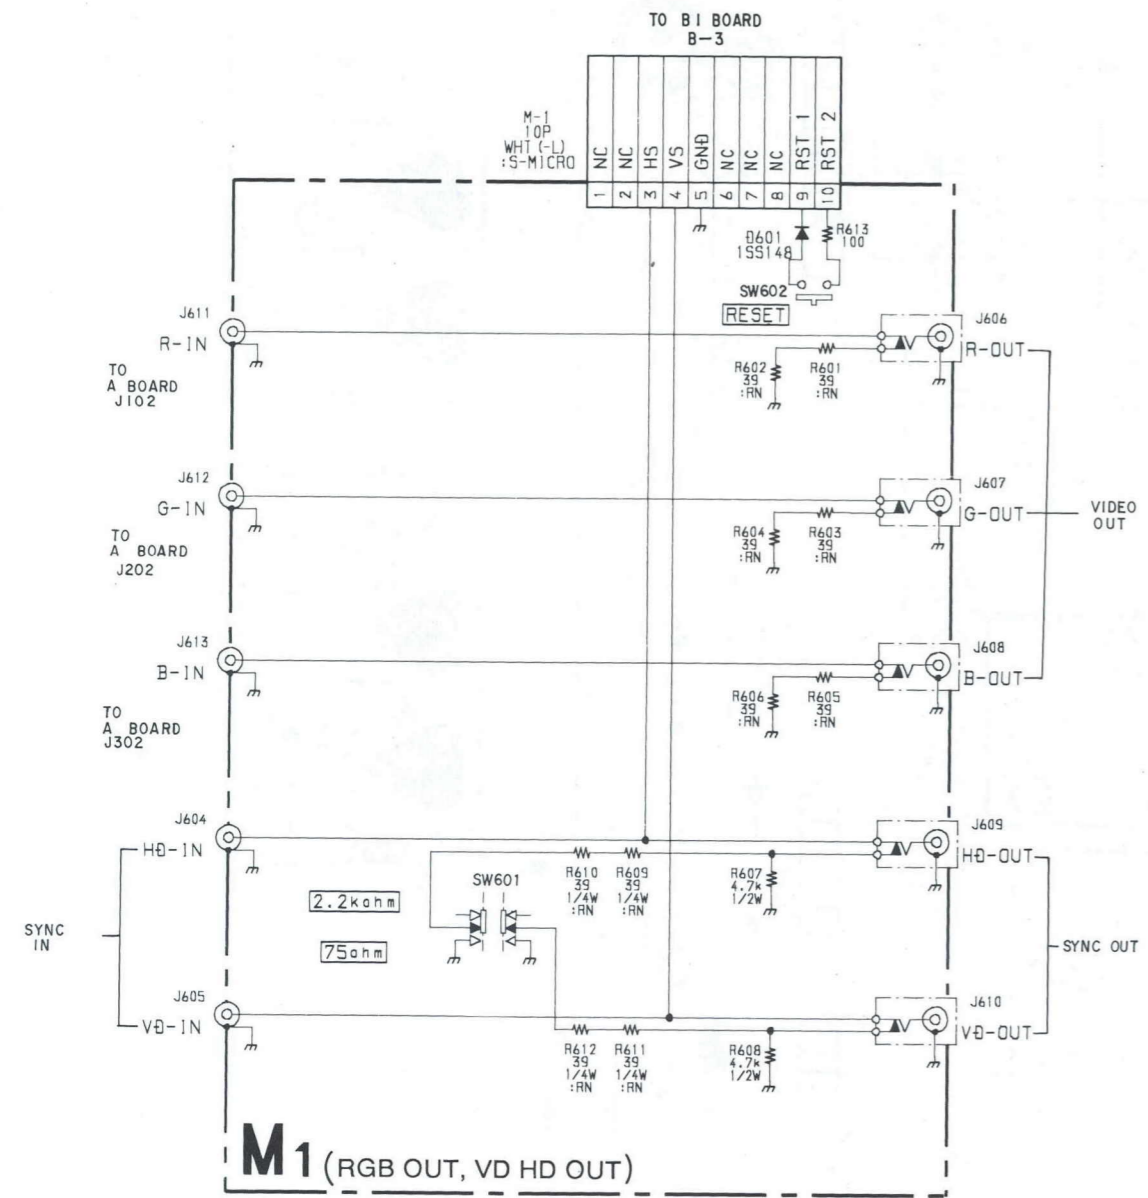 TO B1 BOARD
B-3
M-1
10P
WHT (-L)
:S-MICRO
NC
NC
HS
VS
GND
NC
NC
NC
RST 1
RST 2
1
2
3
4
5
6
7
8
9
10
D601
1SS148
R613
100
SW602
RESET
J611
R-IN
TO
A BOARD
J102
R602
39
:RN
R601
39
:RN
J606
R-OUT
J612
G-IN
TO
A BOARD
J202
R604
39
:RN
R603
39
:RN
J607
G-OUT
VIDEO
OUT
J613
B-IN
TO
A BOARD
J302
R606
39
:RN
R605
39
:RN
J608
B-OUT
J604
HD-IN
R610
39
1/4W
:RN
R609
39
1/4W
:RN
R607
4.7k
1/2W
J609
HD-OUT
SW601
2.2kohm
75ohm
SYNC
IN
SYNC OUT
J605
VD-IN
R612
39
1/4W
:RN
R611
39
1/4W
:RN
R608
4.7k
1/2W
J610
VD-OUT
M1 (RGB OUT, VD HD OUT)